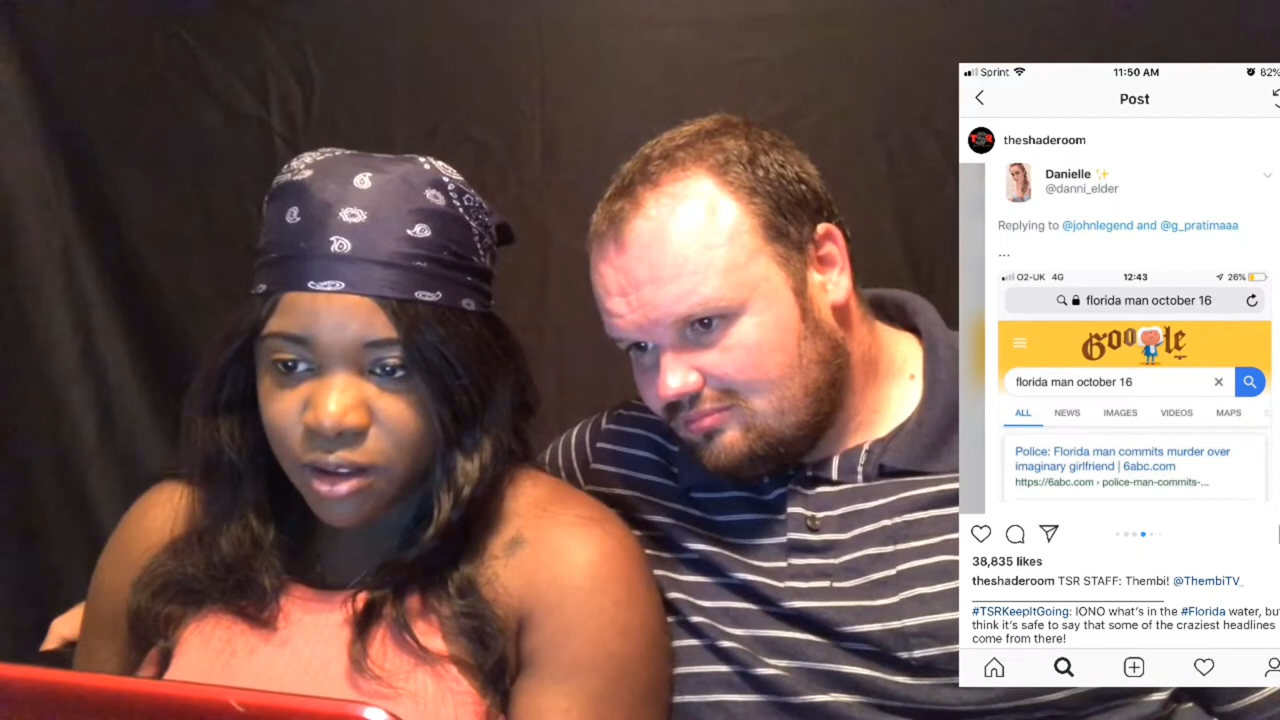 Sprint 11:50 AM 82%
Post
theshaderoom
Danielle ✨
@danni_elder
Replying to @johnlegend and @g_pratimaaa
...
O2-UK 4G 12:43 26%
florida man october 16
Google
florida man october 16
ALL NEWS IMAGES VIDEOS MAPS
Police: Florida man commits murder over
imaginary girlfriend | 6abc.com
https://6abc.com › police-man-commits-...
38,835 likes
theshaderoom TSR STAFF: Thembi! @ThembiTV_
#TSRKeepItGoing: IONO what's in the #Florida water, bu
think it's safe to say that some of the craziest headlines
come from there!